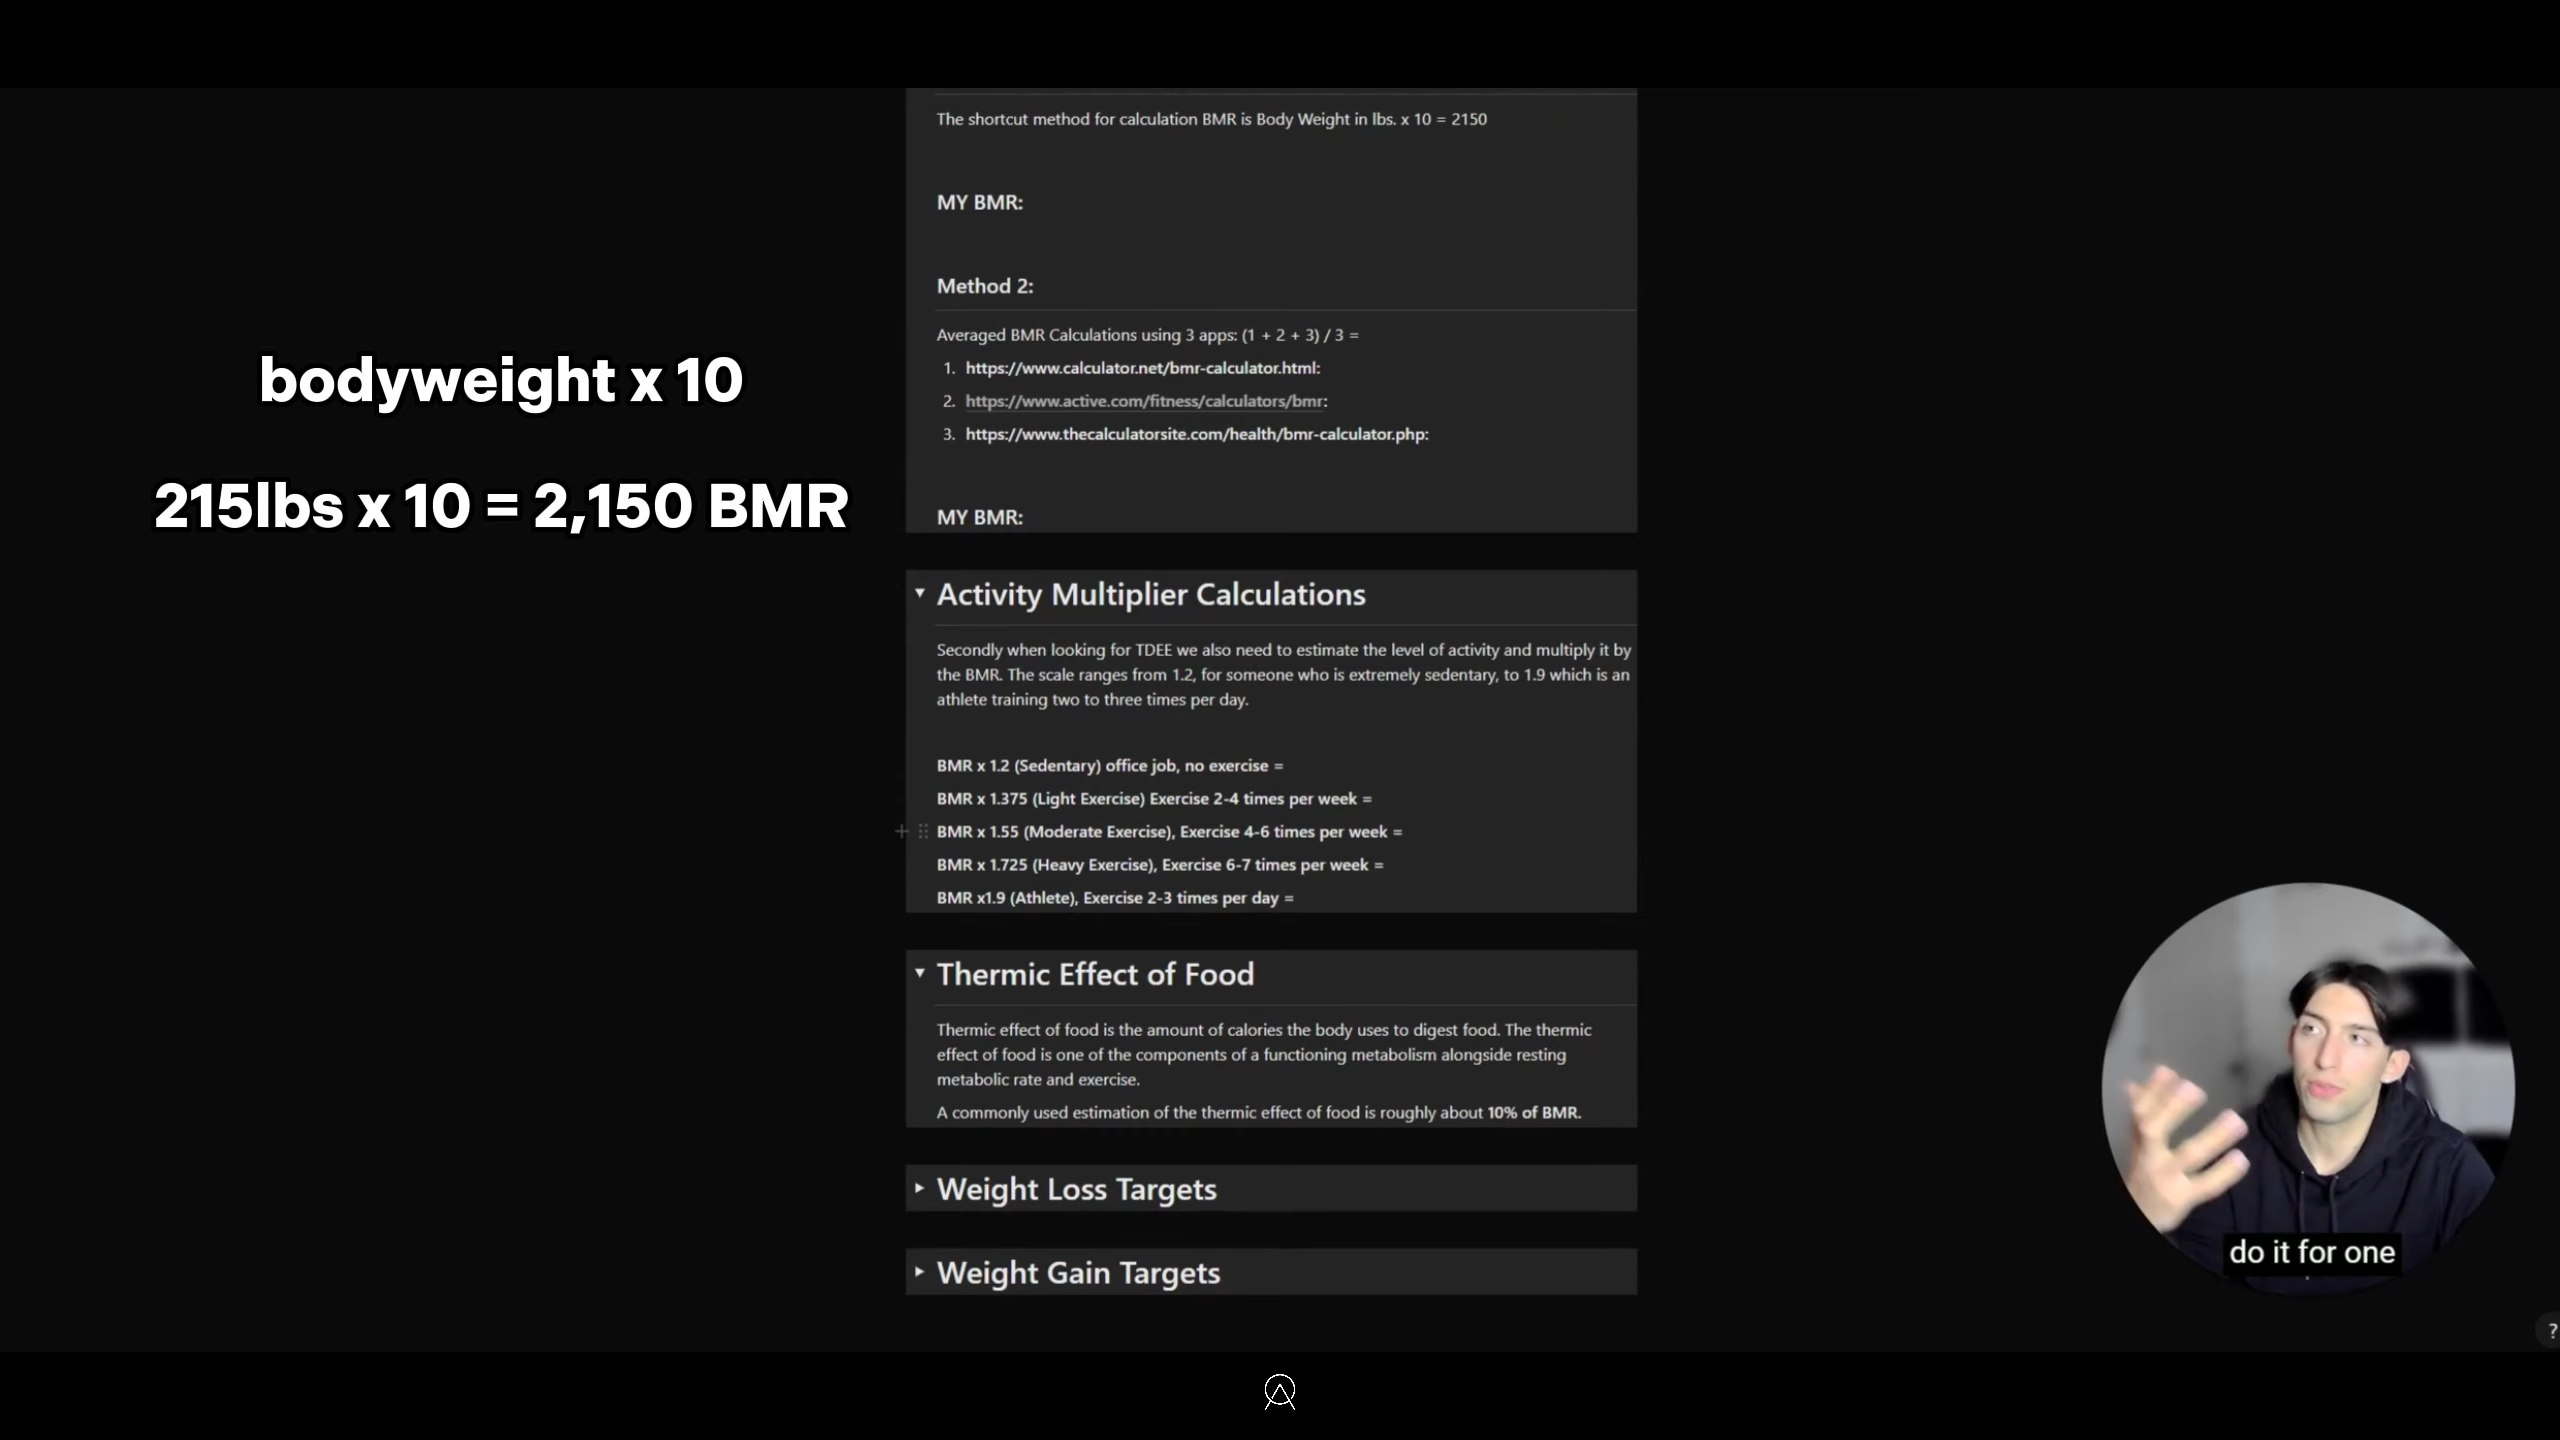 The shortcut method for calculation BMR is Body Weight in lbs. x 10 = 2150
MY BMR:
Method 2:
Averaged BMR Calculations using 3 apps: (1 + 2 + 3) / 3 =
1. https://www.calculator.net/bmr-calculator.html:
2. https://www.active.com/fitness/calculators/bmr:
3. https://www.thecalculatorsite.com/health/bmr-calculator.php:
MY BMR:
bodyweight x 10
215lbs x 10 = 2,150 BMR
Activity Multiplier Calculations
Secondly when looking for TDEE we also need to estimate the level of activity and multiply it by
the BMR. The scale ranges from 1.2, for someone who is extremely sedentary, to 1.9 which is an
athlete training two to three times per day.
BMR x 1.2 (Sedentary) office job, no exercise =
BMR x 1.375 (Light Exercise) Exercise 2-4 times per week =
BMR x 1.55 (Moderate Exercise), Exercise 4-6 times per week =
BMR x 1.725 (Heavy Exercise), Exercise 6-7 times per week =
BMR x1.9 (Athlete), Exercise 2-3 times per day =
Thermic Effect of Food
Thermic effect of food is the amount of calories the body uses to digest food. The thermic
effect of food is one of the components of a functioning metabolism alongside resting
metabolic rate and exercise.
A commonly used estimation of the thermic effect of food is roughly about 10% of BMR.
Weight Loss Targets
Weight Gain Targets
do it for one
?